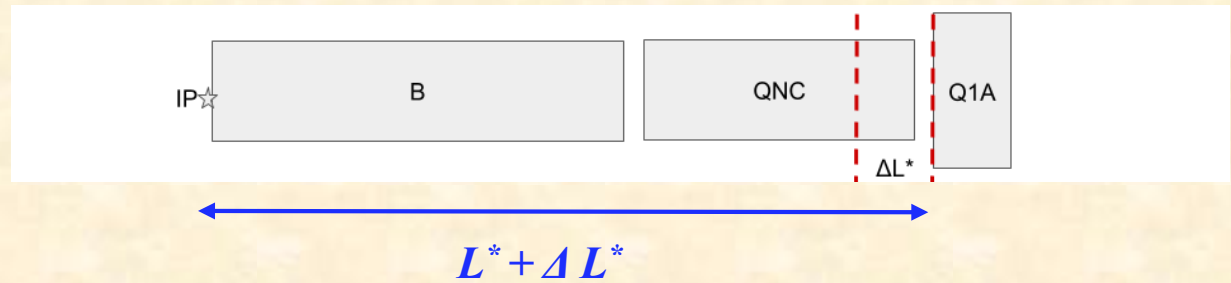 IP B QNC Q1A
ΔL*
L* + Δ L*